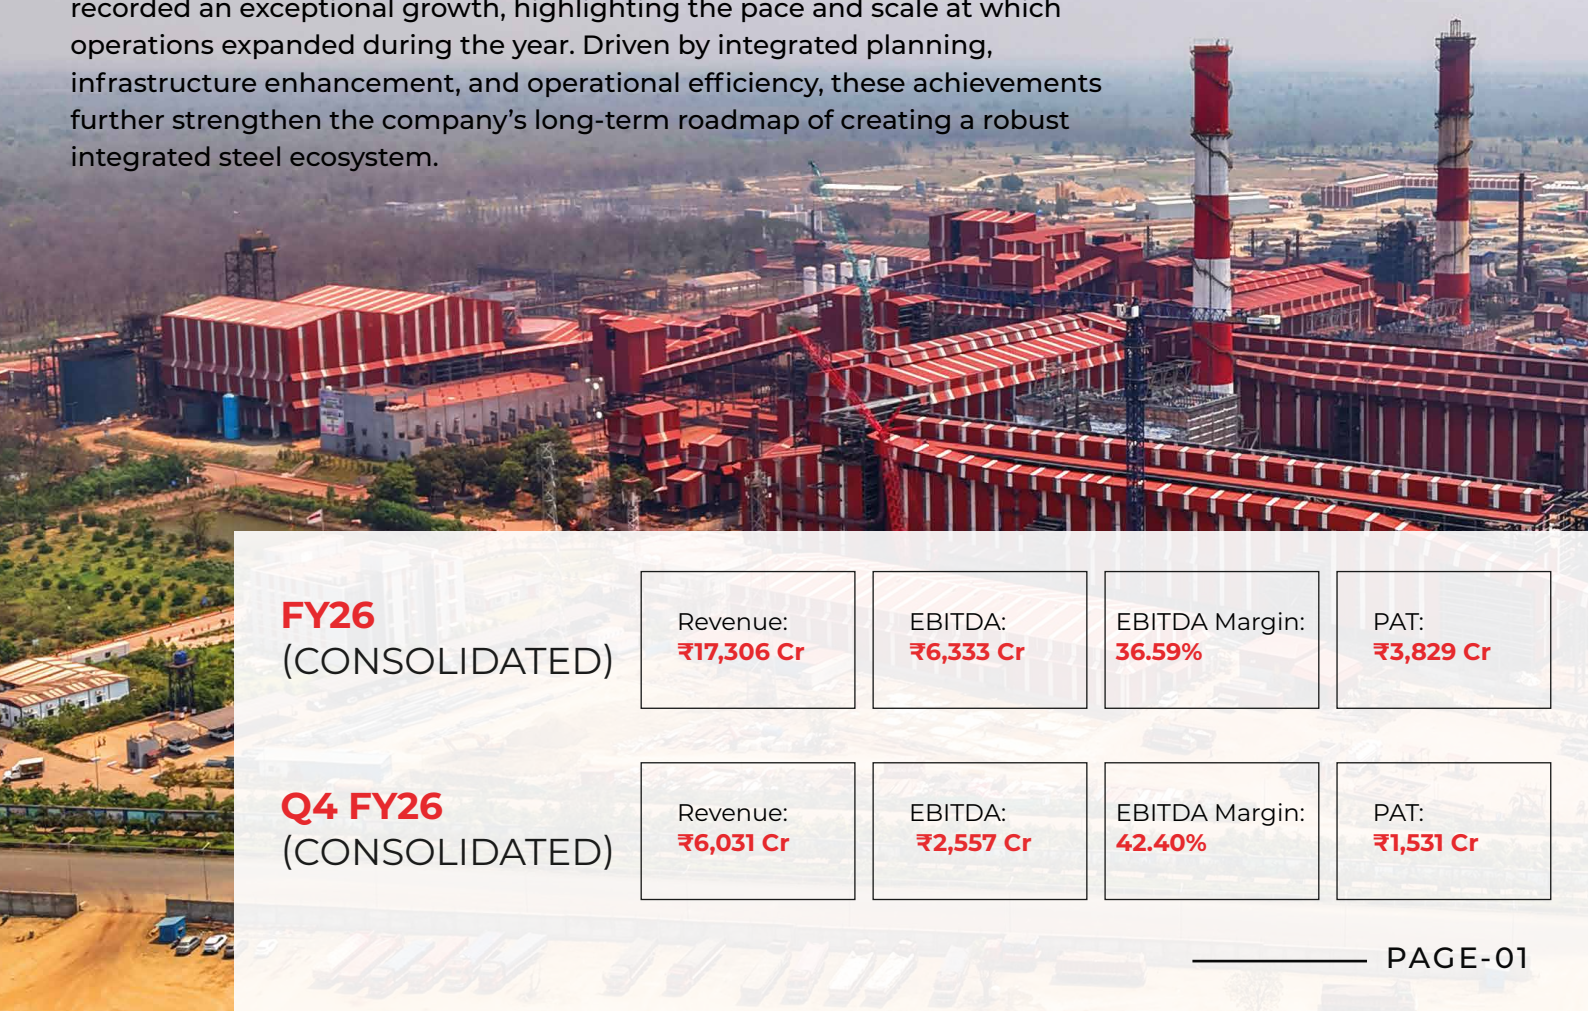 recorded an exceptional growth, highlighting the pace and scale at which
operations expanded during the year. Driven by integrated planning,
infrastructure enhancement, and operational efficiency, these achievements
further strengthen the company’s long-term roadmap of creating a robust
integrated steel ecosystem.
FY26
(CONSOLIDATED)
Revenue:
₹17,306 Cr
EBITDA:
₹6,333 Cr
EBITDA Margin:
36.59%
PAT:
₹3,829 Cr
Q4 FY26
(CONSOLIDATED)
Revenue:
₹6,031 Cr
EBITDA:
₹2,557 Cr
EBITDA Margin:
42.40%
PAT:
₹1,531 Cr
PAGE-01